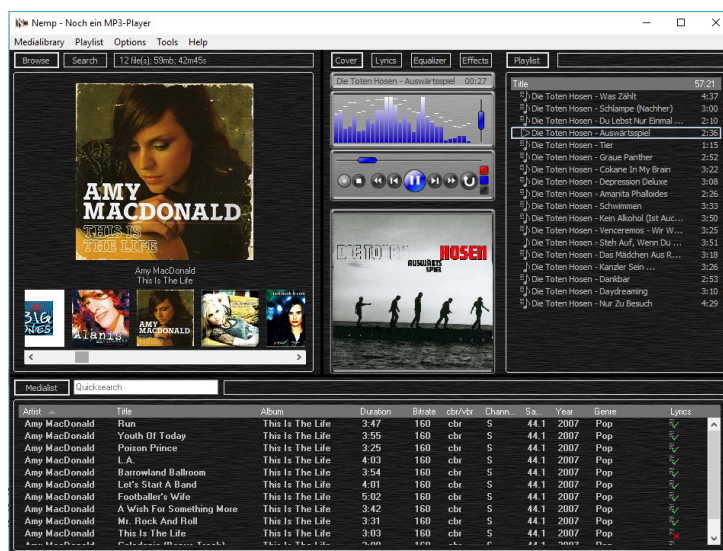 Nemp - Noch ein MP3-Player
Medialibrary Playlist Options Tools Help
Browse Search 12 file(s); 59mb; 42m45s
AMY
MACDONALD
THIS IS
THE LIFE
Amy MacDonald
This Is The Life
BIG
ONES
Alanis
AMY
MACDONALD
Cover Lyrics Equalizer Effects
Die Toten Hosen - Auswärtsspiel 00:27
DIE TOTEN HOSEN
AUSWÄRTS
SPIEL
Playlist
Title 57:21
Die Toten Hosen - Was Zählt 4:37
Die Toten Hosen - Schlampe (Nachher) 3:00
Die Toten Hosen - Du Lebst Nur Einmal ... 2:10
Die Toten Hosen - Auswärtsspiel 2:36
Die Toten Hosen - Tier 1:15
Die Toten Hosen - Graue Panther 2:52
Die Toten Hosen - Cokane In My Brain 3:22
Die Toten Hosen - Depression Deluxe 3:08
Die Toten Hosen - Amanita Phalloides 2:26
Die Toten Hosen - Schwimmen 3:33
Die Toten Hosen - Kein Alkohol (Ist Auc... 3:50
Die Toten Hosen - Venceremos - Wir W... 3:25
Die Toten Hosen - Steh Auf, Wenn Du ... 3:51
Die Toten Hosen - Das Mädchen Aus R... 3:18
Die Toten Hosen - Kanzler Sein ... 3:26
Die Toten Hosen - Dankbar 2:53
Die Toten Hosen - Daydreaming 3:10
Die Toten Hosen - Nur Zu Besuch 4:29
Medialist Quicksearch
Artist Title Album Duration Bitrate cbr/vbr Chann... Sa... Year Genre Lyrics
Amy MacDonald Run This Is The Life 3:47 160 cbr S 44.1 2007 Pop
Amy MacDonald Youth Of Today This Is The Life 3:55 160 cbr S 44.1 2007 Pop
Amy MacDonald Poison Prince This Is The Life 3:25 160 cbr S 44.1 2007 Pop
Amy MacDonald L.A. This Is The Life 4:03 160 cbr S 44.1 2007 Pop
Amy MacDonald Barrowland Ballroom This Is The Life 3:54 160 cbr S 44.1 2007 Pop
Amy MacDonald Let's Start A Band This Is The Life 4:01 160 cbr S 44.1 2007 Pop
Amy MacDonald Footballer's Wife This Is The Life 5:02 160 cbr S 44.1 2007 Pop
Amy MacDonald A Wish For Something More This Is The Life 3:42 160 cbr S 44.1 2007 Pop
Amy MacDonald Mr. Rock And Roll This Is The Life 3:31 160 cbr S 44.1 2007 Pop
Amy MacDonald This Is The Life This Is The Life 3:03 160 cbr S 44.1 2007 Pop